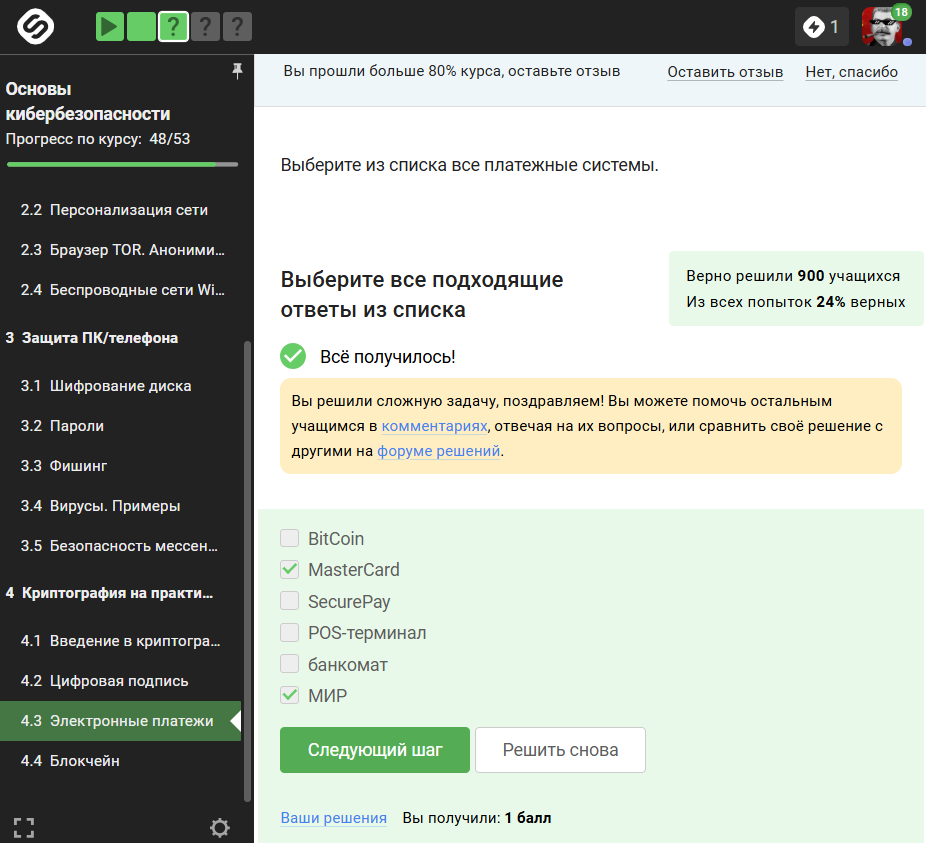 ? ? ?
1
18
Основы
кибербезопасности
Прогресс по курсу: 48/53
2.2 Персонализация сети
2.3 Браузер TOR. Аноними...
2.4 Беспроводные сети Wi...
3 Защита ПК/телефона
3.1 Шифрование диска
3.2 Пароли
3.3 Фишинг
3.4 Вирусы. Примеры
3.5 Безопасность мессен...
4 Криптография на практи...
4.1 Введение в криптогра...
4.2 Цифровая подпись
4.3 Электронные платежи
4.4 Блокчейн
Вы прошли больше 80% курса, оставьте отзыв
Оставить отзыв Нет, спасибо
Выберите из списка все платежные системы.
Выберите все подходящие
ответы из списка
Верно решили 900 учащихся
Из всех попыток 24% верных
Всё получилось!
Вы решили сложную задачу, поздравляем! Вы можете помочь остальным
учащимся в комментариях, отвечая на их вопросы, или сравнить своё решение с
другими на форуме решений.
BitCoin
MasterCard
SecurePay
POS-терминал
банкомат
МИР
Следующий шаг Решить снова
Ваши решения Вы получили: 1 балл